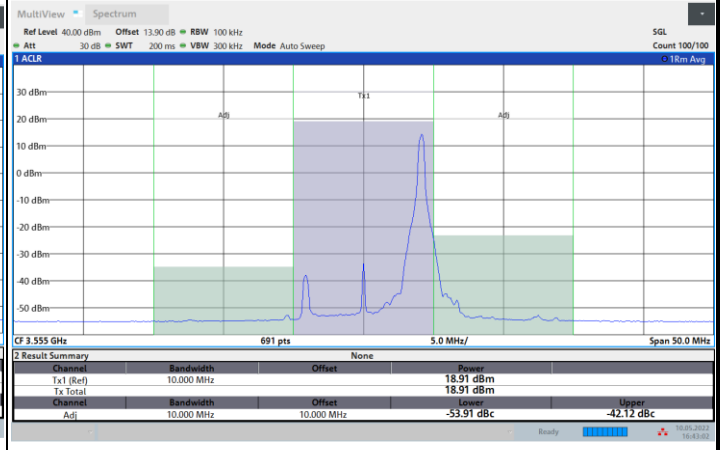 MultiView Spectrum
Ref Level 40.00 dBm Offset 13.90 dB RBW 100 kHz SGL
Att 30 dB SWT 200 ms VBW 300 kHz Mode Auto Sweep Count 100/100
1 ACLR 1Rm Avg
Tx1
Adj Adj
30 dBm
20 dBm
10 dBm
0 dBm
-10 dBm
-20 dBm
-30 dBm
-40 dBm
-50 dBm
CF 3.555 GHz 691 pts 5.0 MHz/ Span 50.0 MHz
2 Result Summary None
Channel Bandwidth Offset Power
Tx1 (Ref) 10.000 MHz 18.91 dBm
Tx Total 18.91 dBm
Channel Bandwidth Offset Lower Upper
Adj 10.000 MHz 10.000 MHz -53.91 dBc -42.12 dBc
Ready 10.05.2022
16:43:02